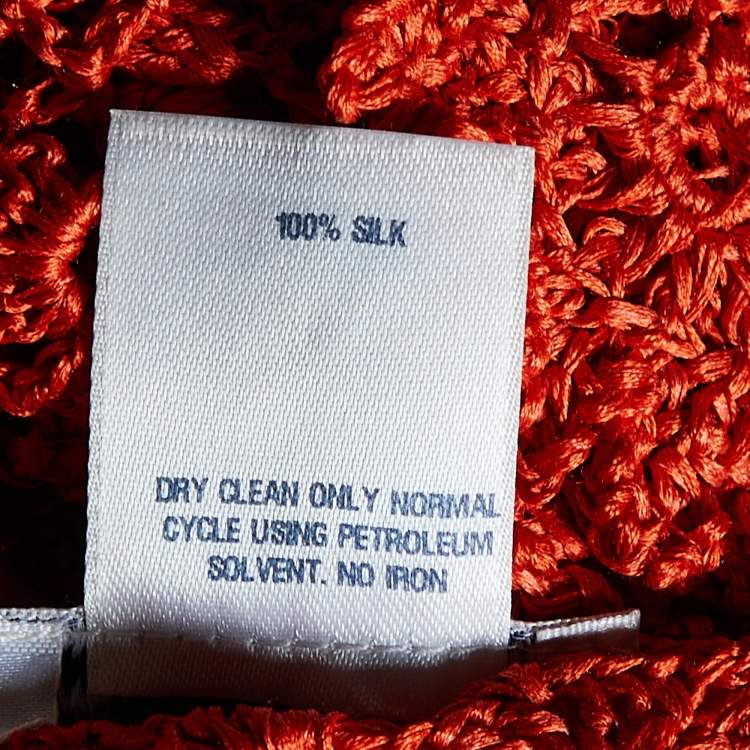 100% SILK
DRY CLEAN ONLY NORMAL
CYCLE USING PETROLEUM
SOLVENT. NO IRON